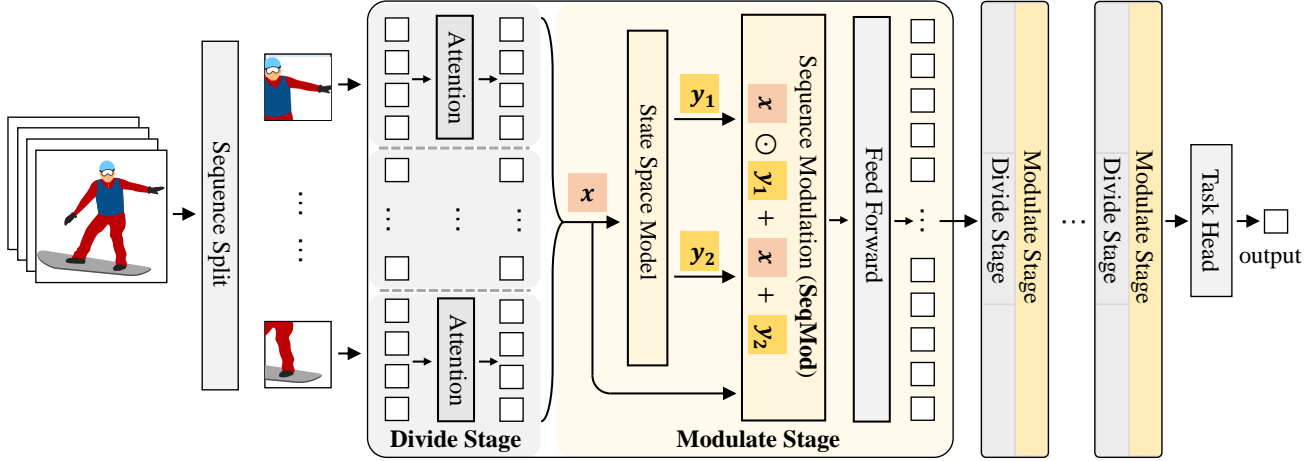 Sequence Split
...
...
Attention
...
...
...
Attention
Divide Stage
x
State Space Model
y₁
y₂
x ⊙ y₁ + x + y₂
Sequence Modulation (SeqMod)
Feed Forward
...
Modulate Stage
Divide Stage
Modulate Stage
...
Divide Stage
Modulate Stage
Task Head
output